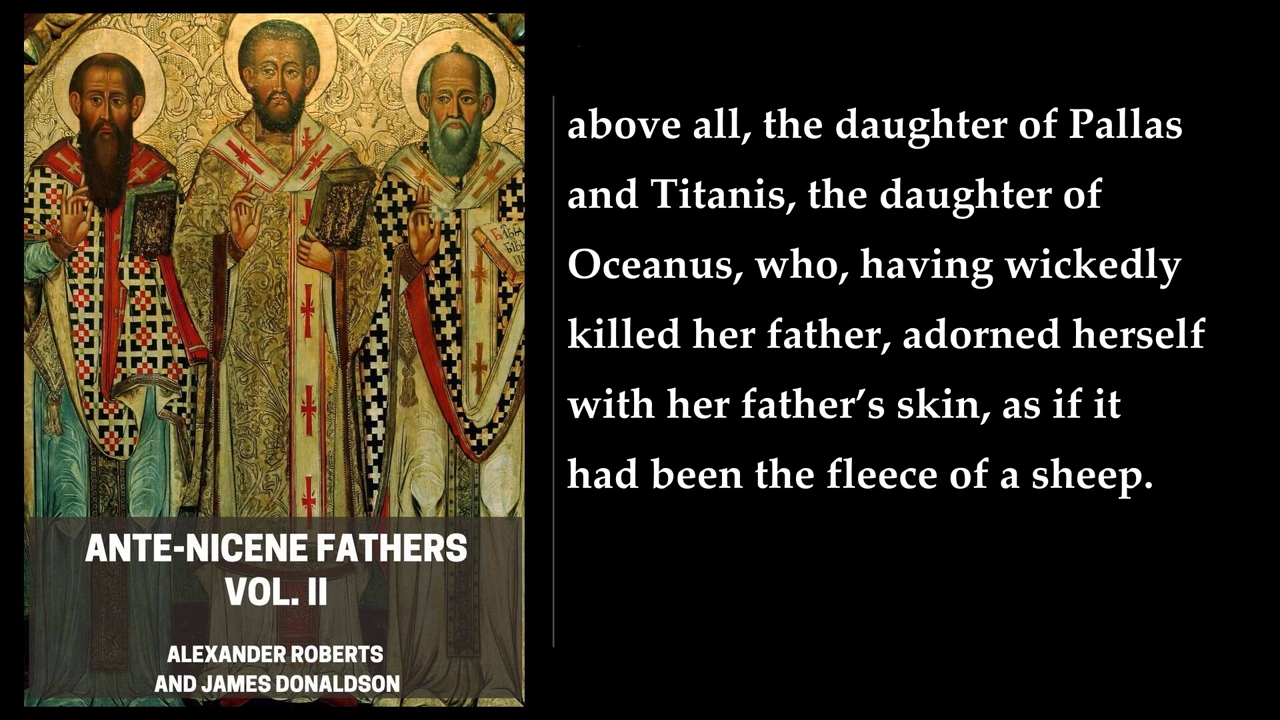 above all, the daughter of Pallas
and Titanis, the daughter of
Oceanus, who, having wickedly
killed her father, adorned herself
with her father’s skin, as if it
had been the fleece of a sheep.
ANTE-NICENE FATHERS
VOL. II
ALEXANDER ROBERTS
AND JAMES DONALDSON